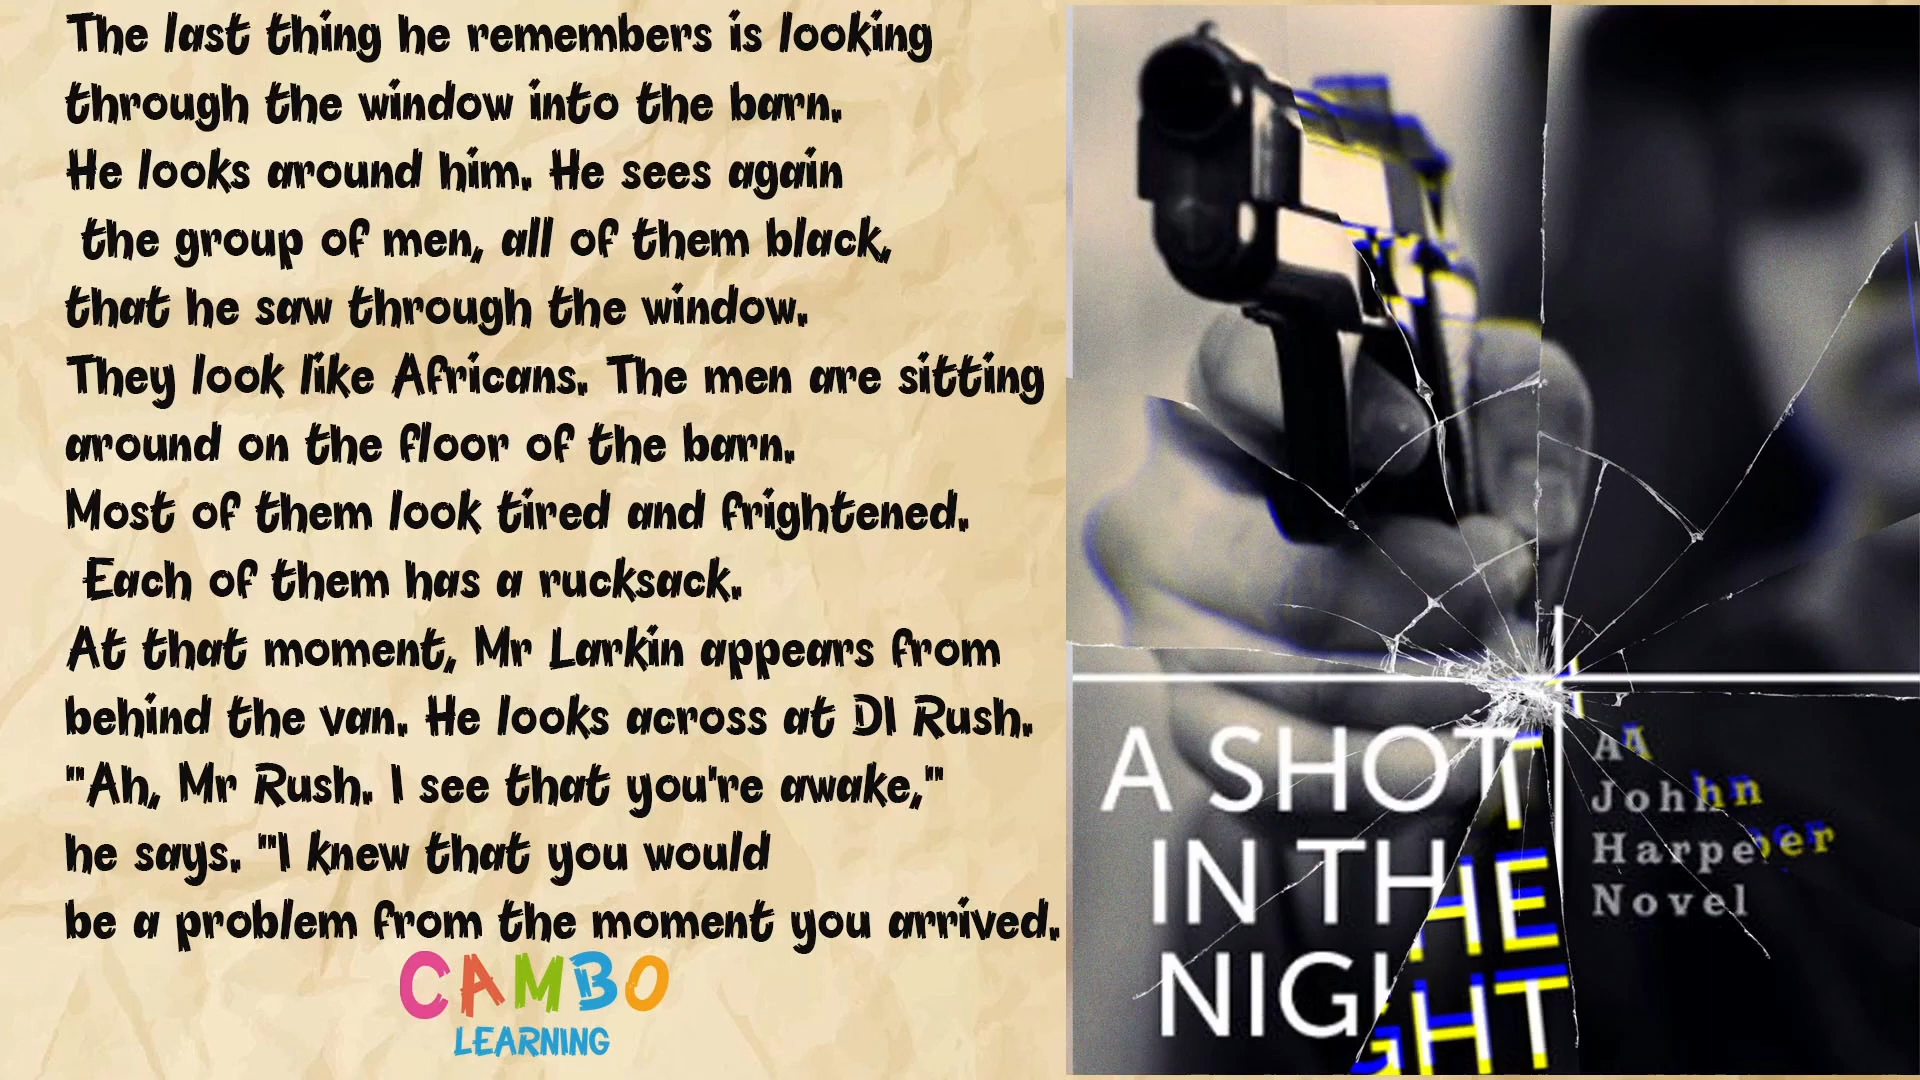 The last thing he remembers is looking
through the window into the barn.
He looks around him. He sees again
the group of men, all of them black,
that he saw through the window.
They look like Africans. The men are sitting
around on the floor of the barn.
Most of them look tired and frightened.
Each of them has a rucksack.
At that moment, Mr Larkin appears from
behind the van. He looks across at DI Rush.
"Ah, Mr Rush. I see that you're awake,"
he says. "I knew that you would
be a problem from the moment you arrived.
CAMBO
LEARNING
A SHOT
IN THE
NIGHT
A
John
Harper
Novel